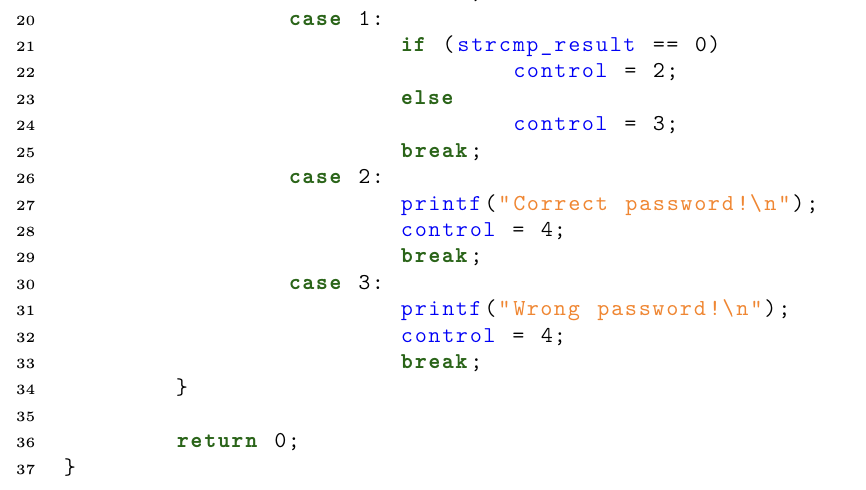 20 case 1:
21 if (strcmp_result == 0)
22 control = 2;
23 else
24 control = 3;
25 break;
26 case 2:
27 printf("Correct password!\n");
28 control = 4;
29 break;
30 case 3:
31 printf("Wrong password!\n");
32 control = 4;
33 break;
34 }
35
36 return 0;
37 }